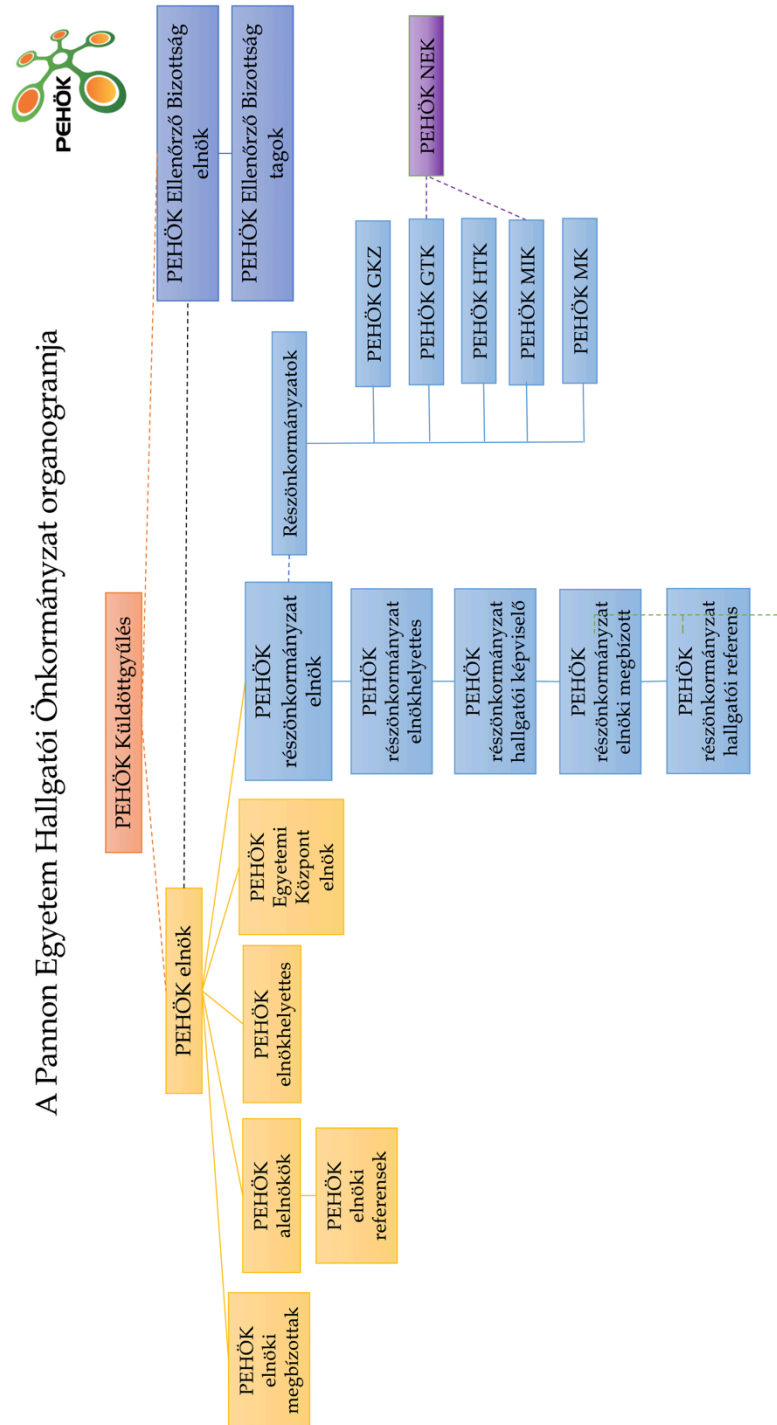 A Pannon Egyetem Hallgatói Önkormányzat organogramja
PEHÖK
PEHÖK Küldöttgyűlés
PEHÖK elnök
PEHÖK Ellenőrző Bizottság
elnök
PEHÖK Ellenőrző Bizottság
tagok
PEHÖK
elnöki
megbízottak
PEHÖK
alelnökök
PEHÖK
elnöki
referensek
PEHÖK
elnökhelyettes
PEHÖK
Egyetemi
Központ
elnök
PEHÖK
részönkormányzat
elnök
PEHÖK
részönkormányzat
elnökhelyettes
PEHÖK
részönkormányzat
hallgatói képviselő
PEHÖK
részönkormányzat
elnöki megbízott
PEHÖK
részönkormányzat
hallgatói referens
Részönkormányzatok
PEHÖK GKZ
PEHÖK GTK
PEHÖK HTK
PEHÖK MIK
PEHÖK MK
PEHÖK NEK